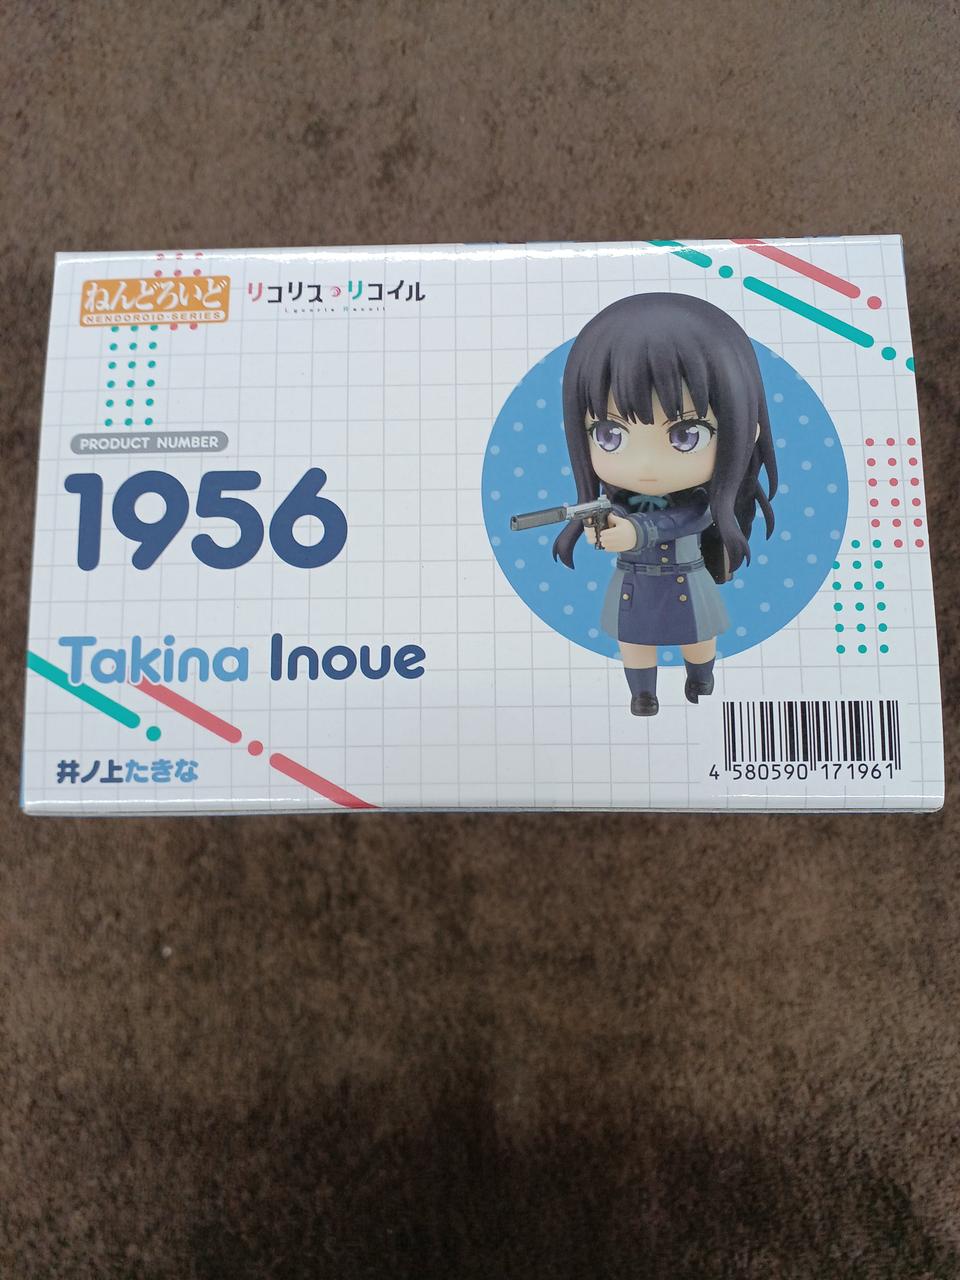 ねんどろいど
NENDOROID-SERIES
リコリス・リコイル
Lycoris Recoil
PRODUCT NUMBER
1956
Takina Inoue
井ノ上たきな
4 580590 171961